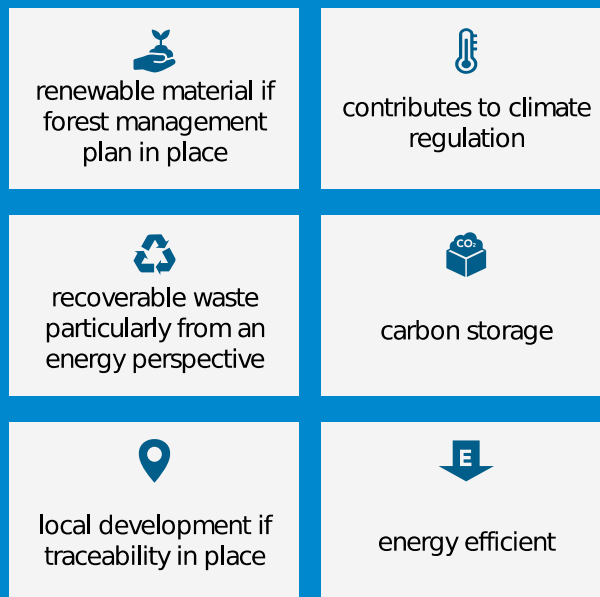 renewable material if
forest management
plan in place
contributes to climate
regulation
recoverable waste
particularly from an
energy perspective
CO₂
carbon storage
local development if
traceability in place
E
energy efficient